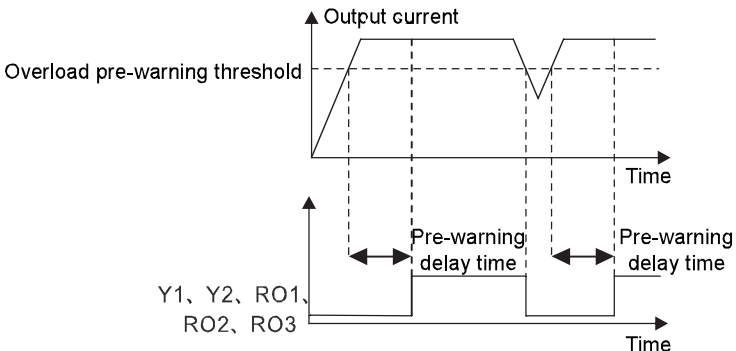 Output current
Overload pre-warning threshold
Time
Pre-warning
delay time
Pre-warning
delay time
Y1、Y2、RO1、
RO2、RO3
Time